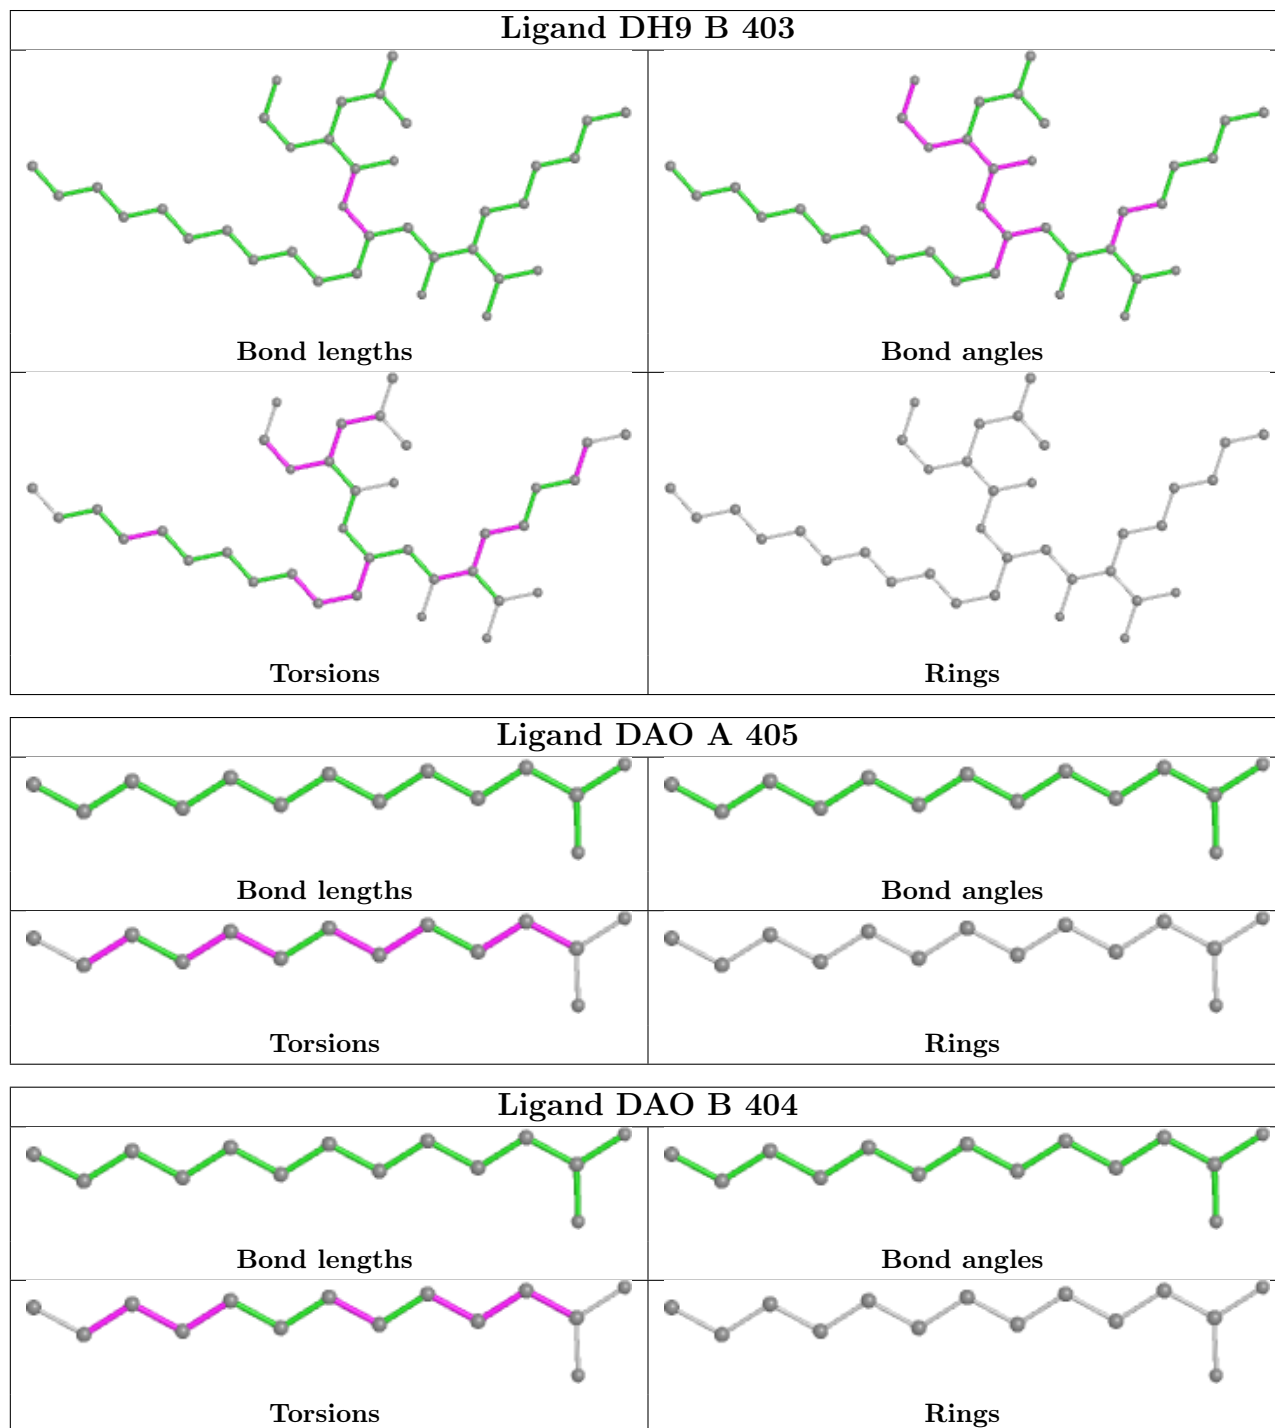 Ligand DH9 B 403
Bond lengths
Bond angles
Torsions
Rings
Ligand DAO A 405
Bond lengths
Bond angles
Torsions
Rings
Ligand DAO B 404
Bond lengths
Bond angles
Torsions
Rings